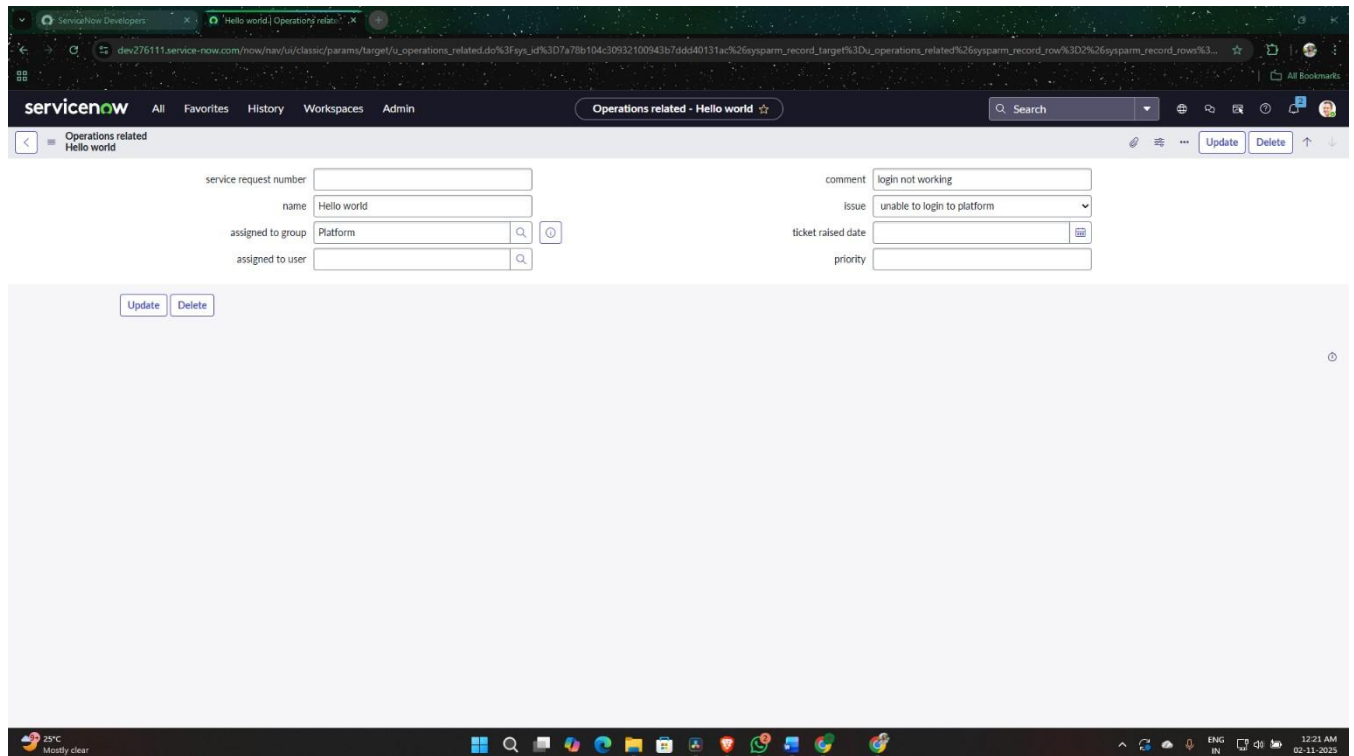 ServiceNow Developers
'Hello world | Operations relate
dev276111.service-now.com/now/nav/ui/classic/params/target/u_operations_related.do%3Fsys_id%3D7a78b104c30932100943b7ddd40131ac%26sysparm_record_target%3Du_operations_related%26sysparm_record_row%3D2%26sysparm_record_rows%3...
All Bookmarks
servicenow All Favorites History Workspaces Admin Operations related - Hello world Search 2
Operations related
Hello world
Update Delete
service request number
comment login not working
name Hello world
issue unable to login to platform
assigned to group Platform
ticket raised date
assigned to user
priority
Update Delete
25°C
Mostly clear
ENG
IN
12:21 AM
02-11-2025